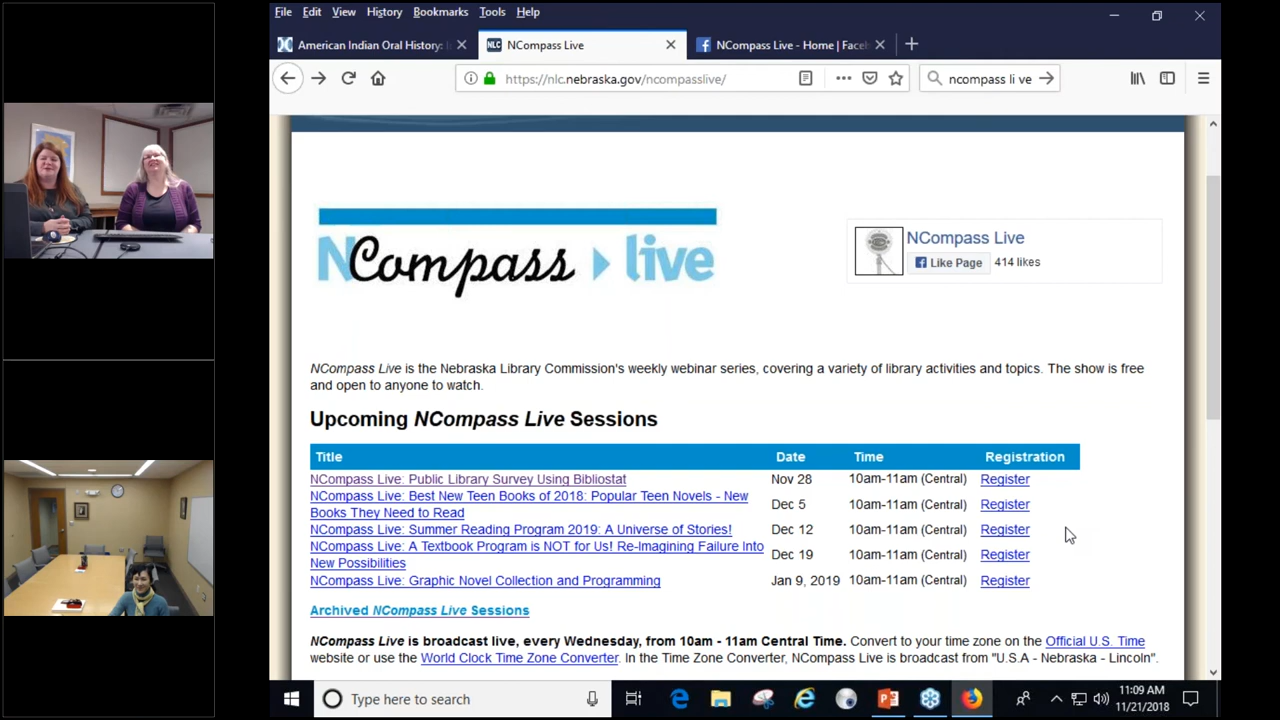 File Edit View History Bookmarks Tools Help
American Indian Oral History:
NLC NCompass Live
NCompass Live - Home | Face
https://nlc.nebraska.gov/ncompasslive/
ncompass li ve
NCompass live
NCompass Live
Like Page 414 likes
NCompass Live is the Nebraska Library Commission's weekly webinar series, covering a variety of library activities and topics. The show is free
and open to anyone to watch.
Upcoming NCompass Live Sessions
Title Date Time Registration
NCompass Live: Public Library Survey Using Bibliostat Nov 28 10am-11am (Central) Register
NCompass Live: Best New Teen Books of 2018: Popular Teen Novels - New
Books They Need to Read Dec 5 10am-11am (Central) Register
NCompass Live: Summer Reading Program 2019: A Universe of Stories! Dec 12 10am-11am (Central) Register
NCompass Live: A Textbook Program is NOT for Us! Re-Imagining Failure Into
New Possibilities Dec 19 10am-11am (Central) Register
NCompass Live: Graphic Novel Collection and Programming Jan 9, 2019 10am-11am (Central) Register
Archived NCompass Live Sessions
NCompass Live is broadcast live, every Wednesday, from 10am - 11am Central Time. Convert to your time zone on the Official U.S. Time
website or use the World Clock Time Zone Converter. In the Time Zone Converter, NCompass Live is broadcast from "U.S.A - Nebraska - Lincoln".
Type here to search
11:09 AM
11/21/2018